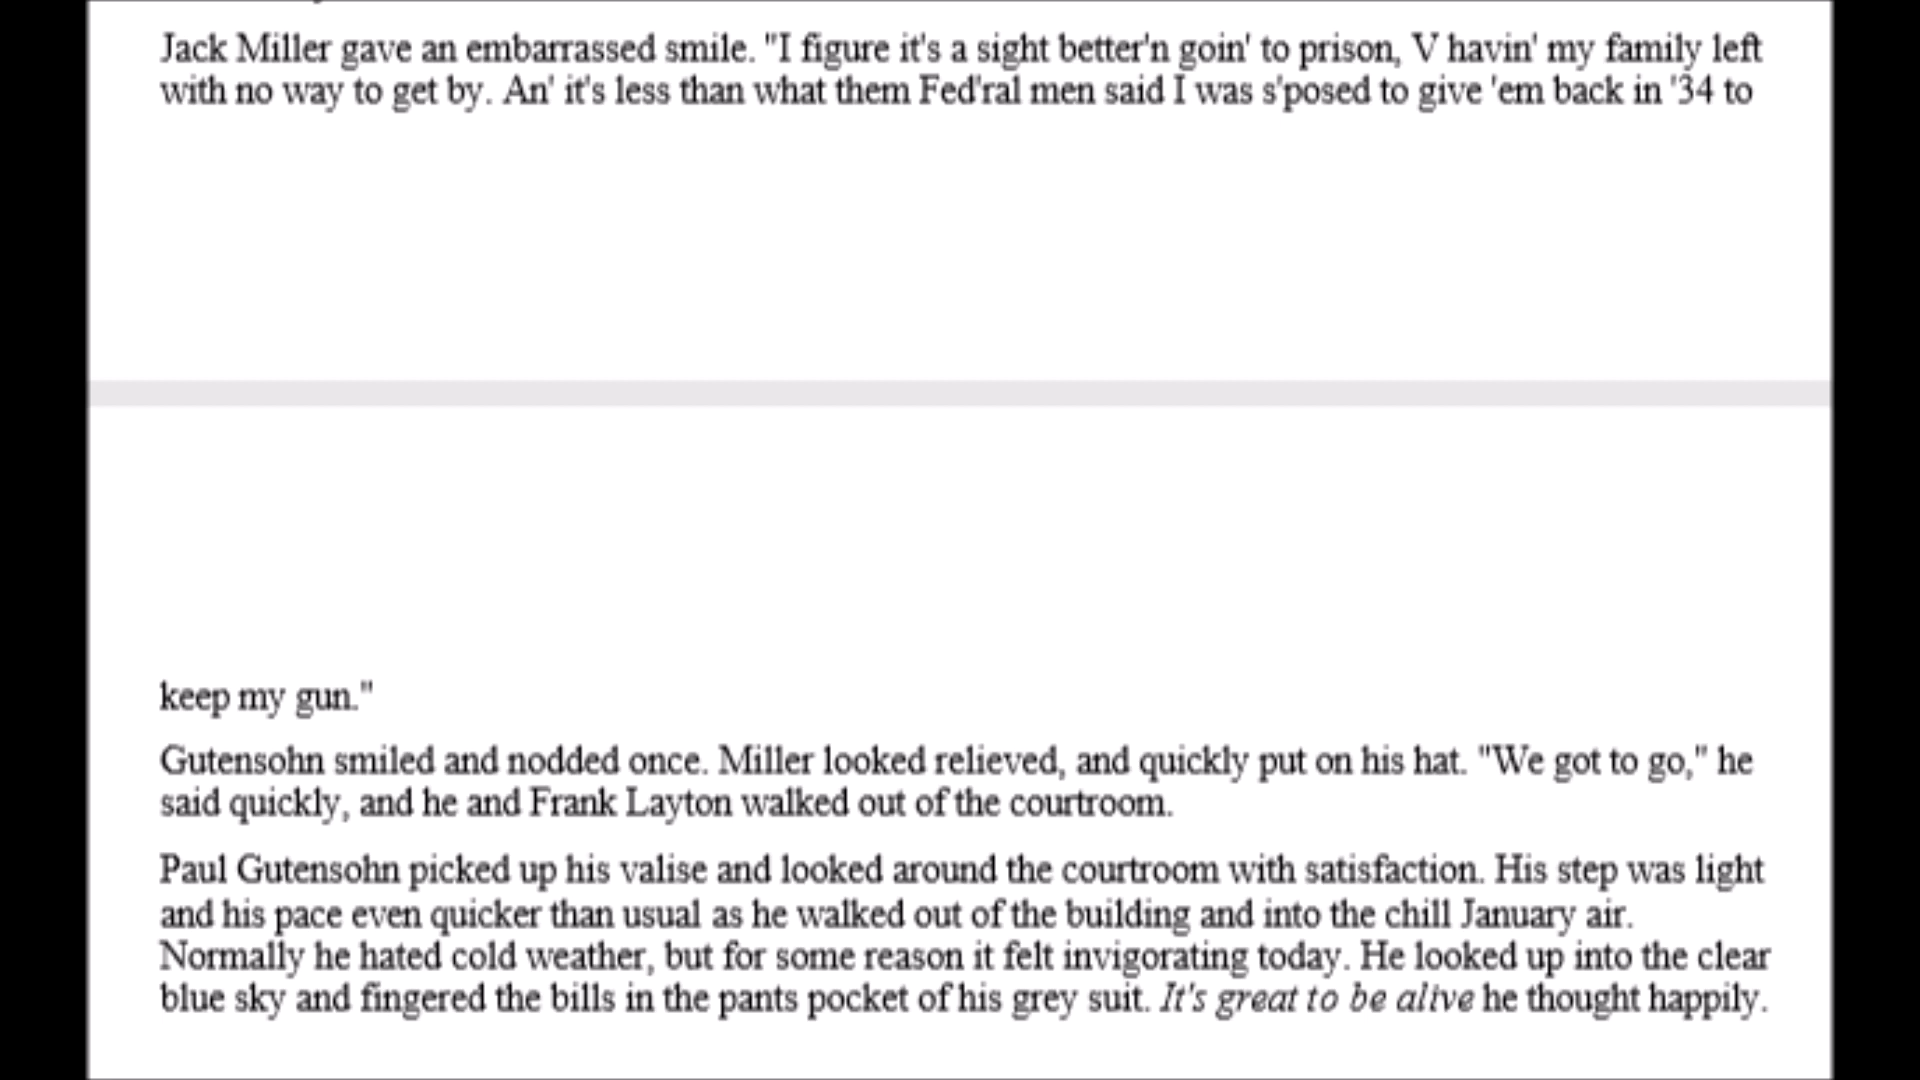 Jack Miller gave an embarrassed smile. "I figure it's a sight better'n goin' to prison, V havin' my family left
with no way to get by. An' it's less than what them Fed'ral men said I was s'posed to give 'em back in '34 to
keep my gun."
Gutensohn smiled and nodded once. Miller looked relieved, and quickly put on his hat. "We got to go," he
said quickly, and he and Frank Layton walked out of the courtroom.
Paul Gutensohn picked up his valise and looked around the courtroom with satisfaction. His step was light
and his pace even quicker than usual as he walked out of the building and into the chill January air.
Normally he hated cold weather, but for some reason it felt invigorating today. He looked up into the clear
blue sky and fingered the bills in the pants pocket of his grey suit. It's great to be alive he thought happily.